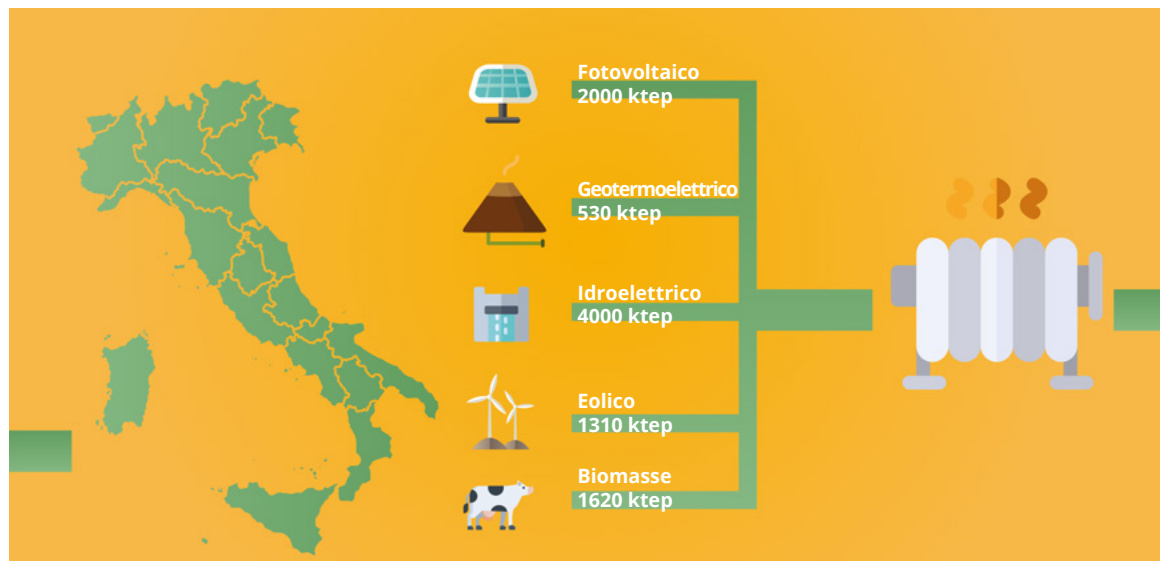 Fotovoltaico
2000 ktep
Geotermoelettrico
530 ktep
Idroelettrico
4000 ktep
Eolico
1310 ktep
Biomasse
1620 ktep